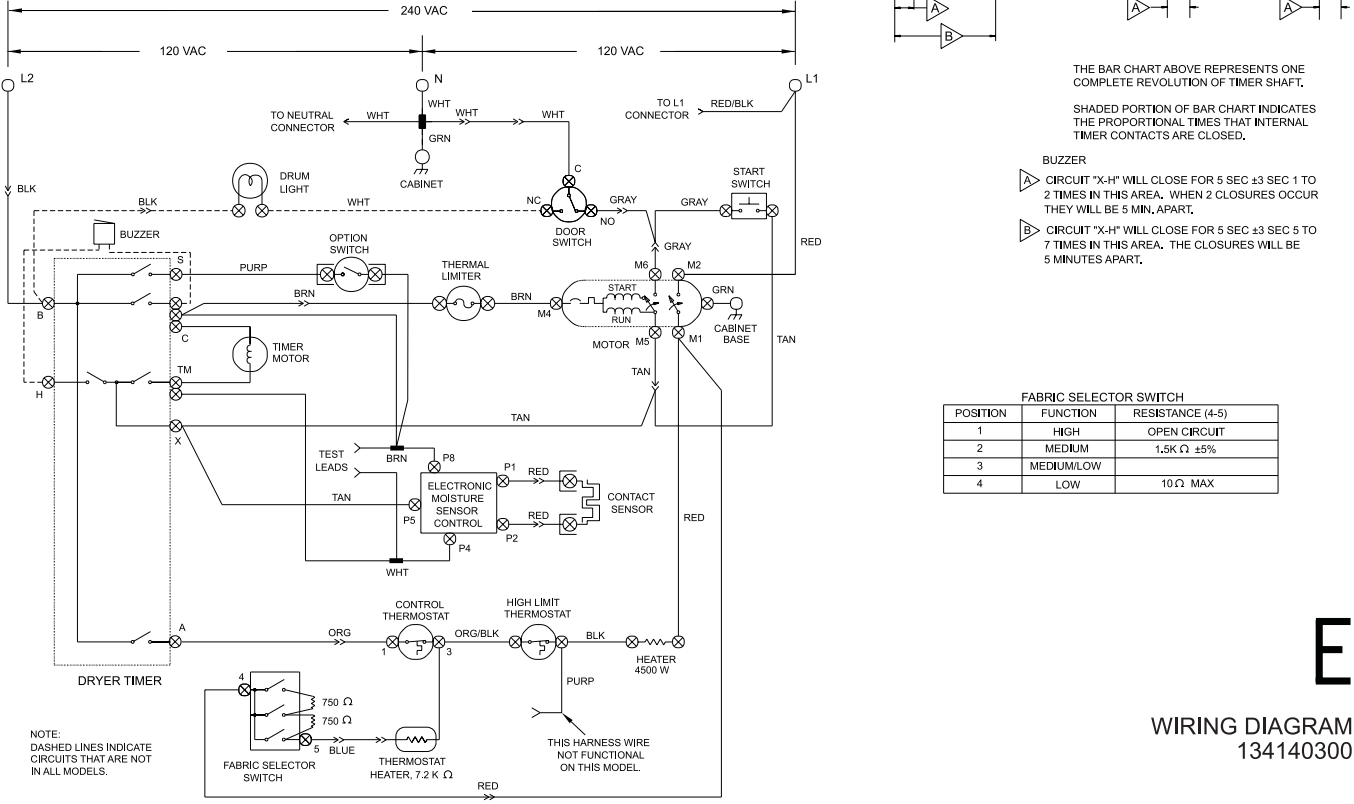 240 VAC
120 VAC
120 VAC
L2
N
L1
A
B
A
A
THE BAR CHART ABOVE REPRESENTS ONE
COMPLETE REVOLUTION OF TIMER SHAFT.
SHADED PORTION OF BAR CHART INDICATES
THE PROPORTIONAL TIMES THAT INTERNAL
TIMER CONTACTS ARE CLOSED.
BUZZER
A CIRCUIT "X-H" WILL CLOSE FOR 5 SEC ±3 SEC 1 TO
2 TIMES IN THIS AREA. WHEN 2 CLOSURES OCCUR
THEY WILL BE 5 MIN. APART.
B CIRCUIT "X-H" WILL CLOSE FOR 5 SEC ±3 SEC 5 TO
7 TIMES IN THIS AREA. THE CLOSURES WILL BE
5 MINUTES APART.
TO NEUTRAL
CONNECTOR
WHT
WHT
WHT
WHT
GRN
CABINET
TO L1
CONNECTOR
RED/BLK
BLK
DRUM
LIGHT
BLK
WHT
C
NC
NO
DOOR
SWITCH
GRAY
GRAY
GRAY
START
SWITCH
RED
BUZZER
S
PURP
OPTION
SWITCH
BRN
THERMAL
LIMITER
BRN
M4
M6
M2
START
RUN
MOTOR
M5
M1
GRN
CABINET
BASE
TAN
TAN
B
C
TIMER
MOTOR
TM
H
X
TAN
TEST
LEADS
BRN
P8
P1
RED
ELECTRONIC
MOISTURE
SENSOR
CONTROL
CONTACT
SENSOR
TAN
P5
P2
RED
P4
WHT
RED
FABRIC SELECTOR SWITCH
POSITION FUNCTION RESISTANCE (4-5)
1 HIGH OPEN CIRCUIT
2 MEDIUM 1.5K Ω ±5%
3 MEDIUM/LOW
4 LOW 10 Ω MAX
A
ORG
CONTROL
THERMOSTAT
1
3
ORG/BLK
HIGH LIMIT
THERMOSTAT
BLK
HEATER
4500 W
PURP
DRYER TIMER
4
750 Ω
750 Ω
5
BLUE
FABRIC SELECTOR
SWITCH
THERMOSTAT
HEATER, 7.2 K Ω
THIS HARNESS WIRE
NOT FUNCTIONAL
ON THIS MODEL.
RED
NOTE:
DASHED LINES INDICATE
CIRCUITS THAT ARE NOT
IN ALL MODELS.
E
WIRING DIAGRAM
134140300